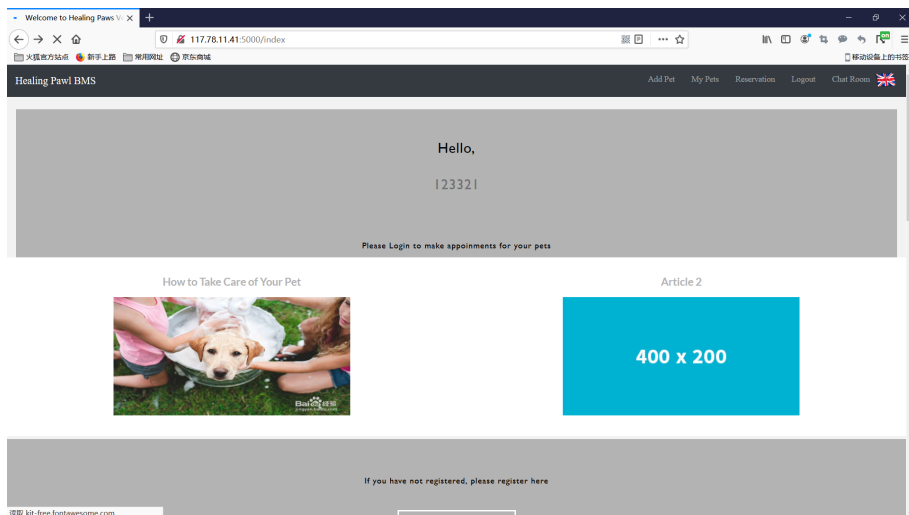 Welcome to Healing Paws V
117.78.11.41:5000/index
火狐官方站点 新手上路 常用网址 京东商城 移动设备上的书签
Healing Pawl BMS Add Pet My Pets Reservation Logout Chat Room
Hello,
123321
Please Login to make appoinments for your pets
How to Take Care of Your Pet Article 2
400 x 200
If you have not registered, please register here
读取 kit-free.fontawesome.com